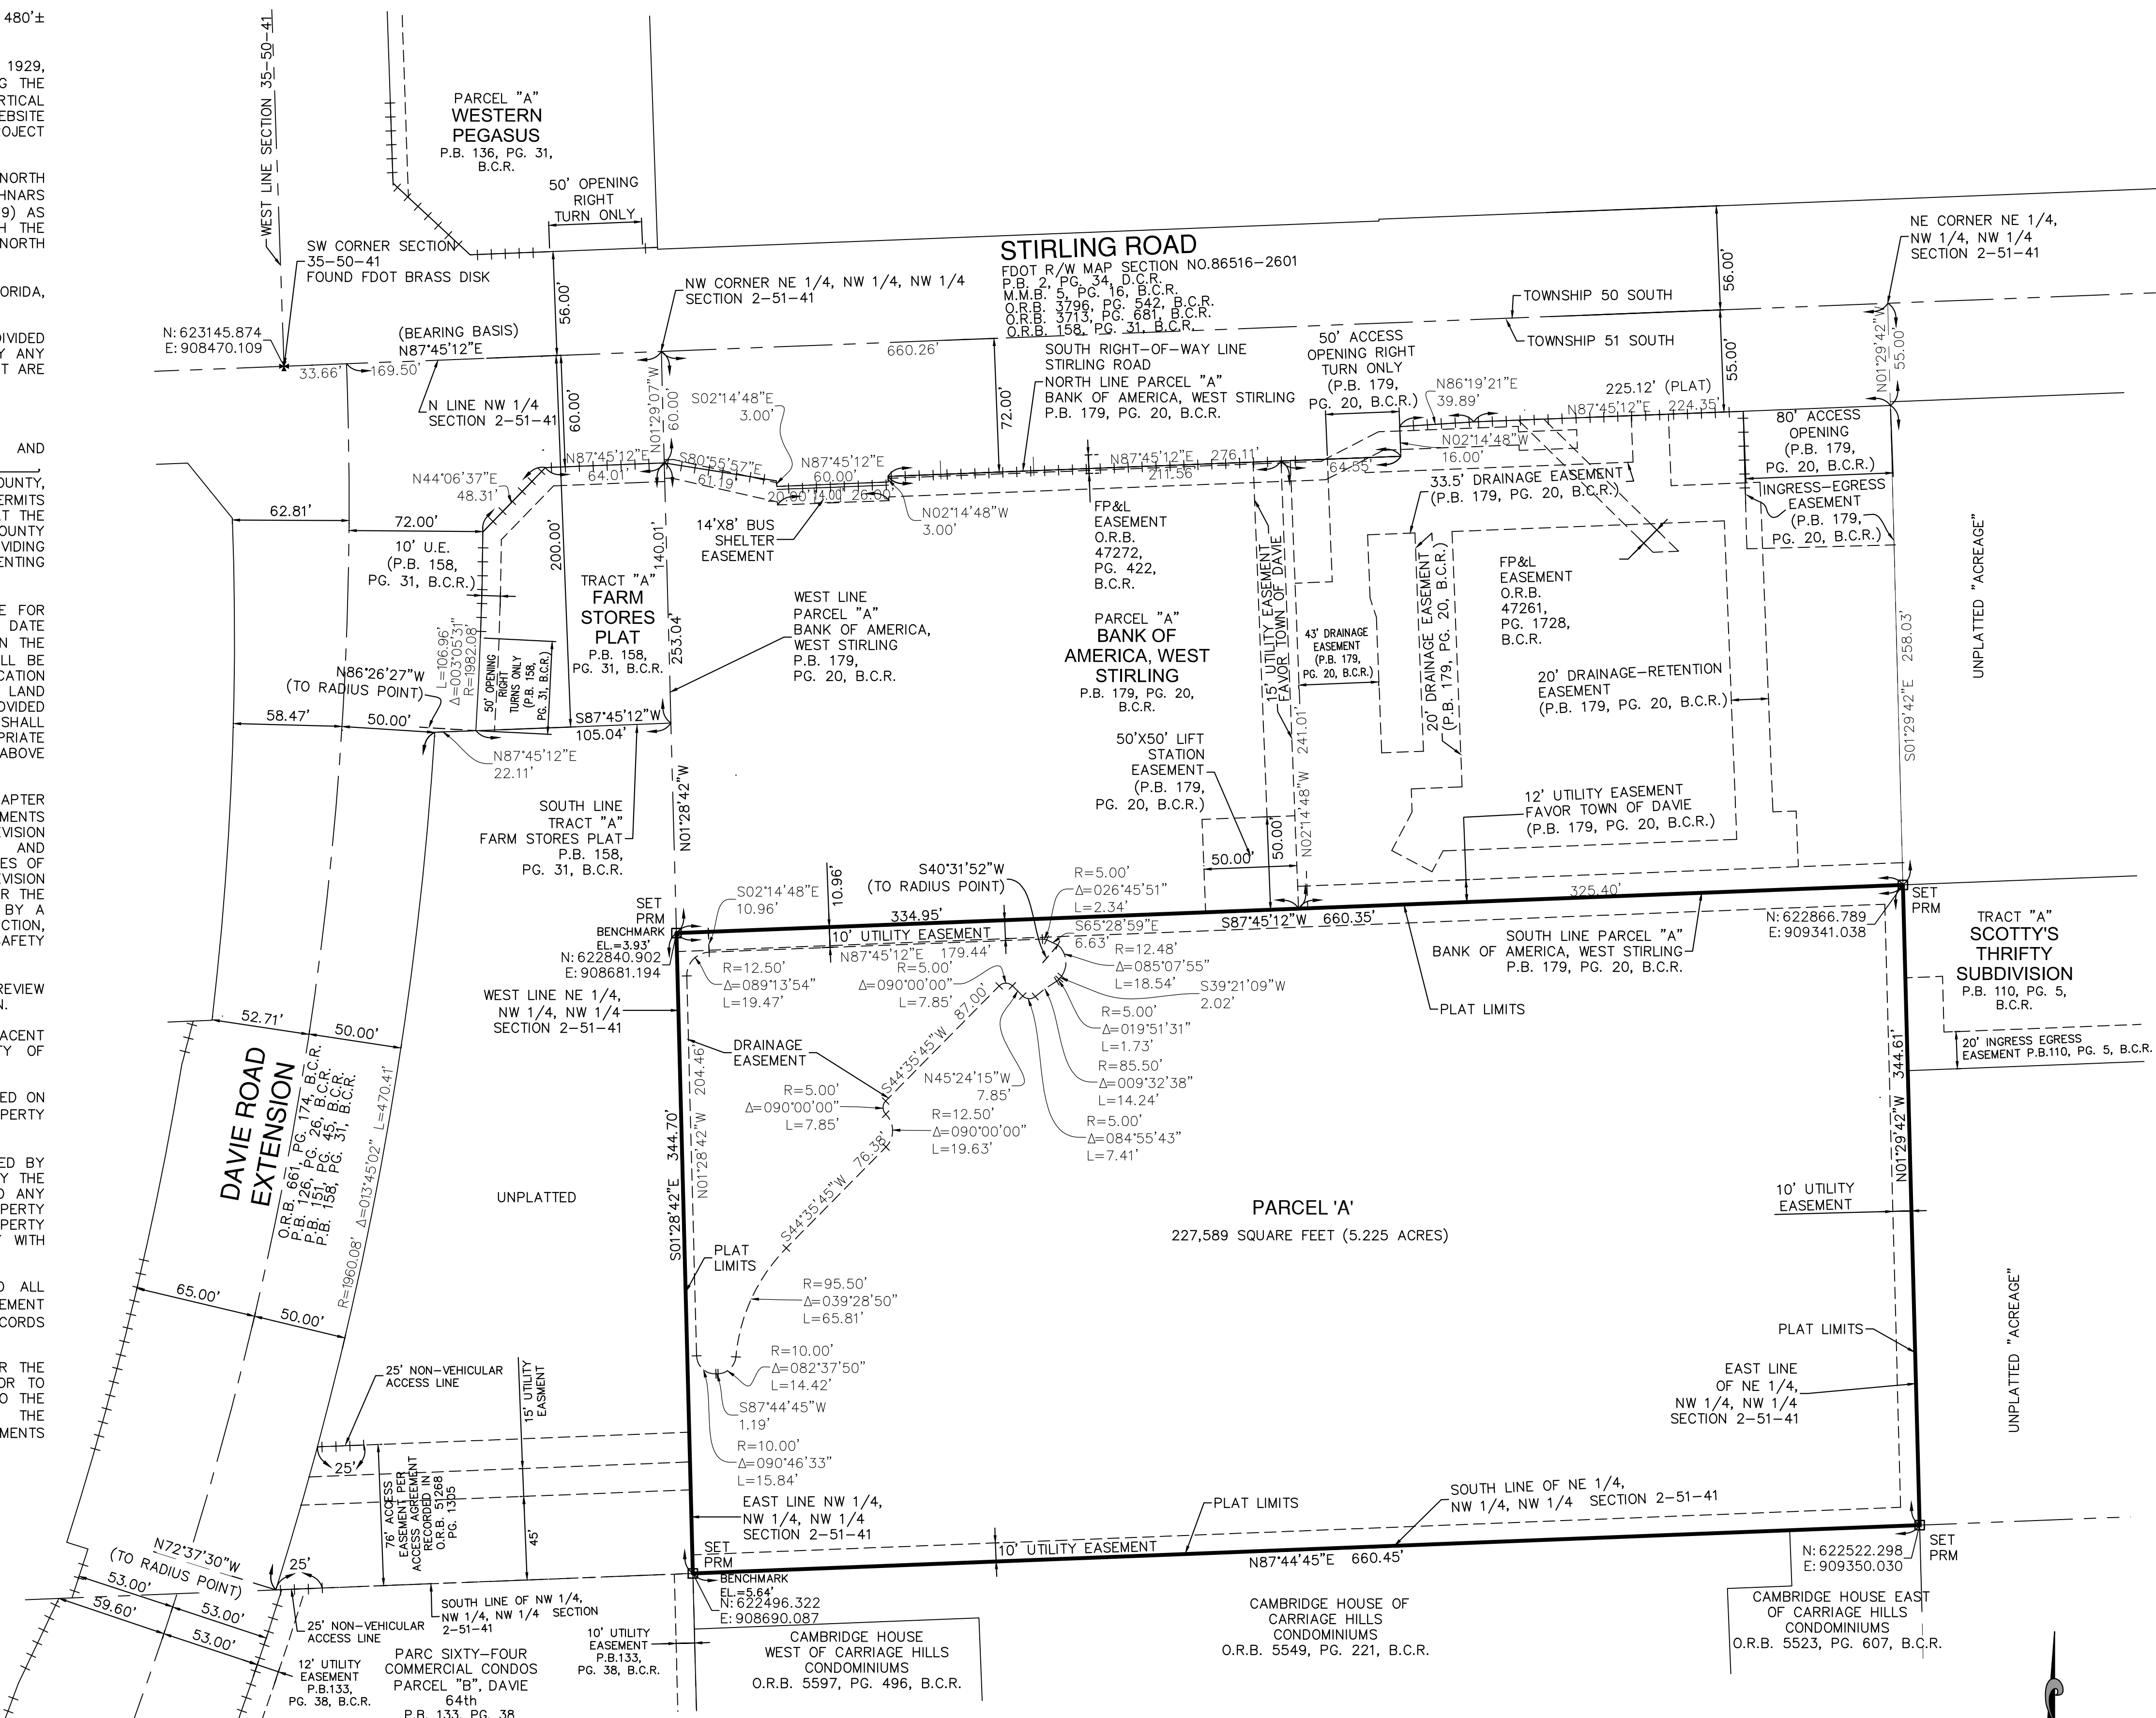 480'±
1929,
G THE
RTICAL
EBSITE
ROJECT
NORTH
HNARS
9) AS
H THE
NORTH
ORIDA,
DIVIDED
Y ANY
T ARE
AND
COUNTY,
ERMITS
T THE
OUNTY
VIDING
ENTING
E FOR
DATE
N THE
LL BE
CATION
LAND
OVIDED
SHALL
PRIATE
ABOVE
APTER
MENTS
VISION
AND
ES OF
VISION
R THE
BY A
CTION,
AFETY
REVIEW
N.
ACENT
TY OF
ED ON
PERTY
ED BY
Y THE
O ANY
PERTY
PERTY
WITH
O ALL
EMENT
CORDS
R THE
OR TO
O THE
THE
MENTS
WEST LINE SECTION 35-50-41
PARCEL "A"
WESTERN
PEGASUS
P.B. 136, PG. 31,
B.C.R.
50' OPENING
RIGHT
TURN ONLY
SW CORNER SECTION
35-50-41
FOUND FDOT BRASS DISK
N: 623145.874
E: 908470.109
(BEARING BASIS)
N87°45'12"E
33.66'
169.50'
N LINE NW 1/4
SECTION 2-51-41
56.00'
60.00'
NW CORNER NE 1/4, NW 1/4, NW 1/4
SECTION 2-51-41
STIRLING ROAD
FDOT R/W MAP SECTION NO.86516-2601
P.B. 2, PG. 34, D.C.R.
M.M.B. 5, PG. 16, B.C.R.
O.R.B. 3796, PG. 542, B.C.R.
O.R.B. 3713, PG. 681, B.C.R.
O.R.B. 158, PG. 31, B.C.R.
660.26'
SOUTH RIGHT-OF-WAY LINE
STIRLING ROAD
NORTH LINE PARCEL "A"
BANK OF AMERICA, WEST STIRLING
P.B. 179, PG. 20, B.C.R.
72.00'
50' ACCESS
OPENING RIGHT
TURN ONLY
(P.B. 179,
PG. 20, B.C.R.)
TOWNSHIP 50 SOUTH
TOWNSHIP 51 SOUTH
56.00'
55.00'
NE CORNER NE 1/4,
NW 1/4, NW 1/4
SECTION 2-51-41
N01°29'42"W
55.00'
N86°19'21"E
39.89'
225.12' (PLAT)
N87°45'12"E 224.35'
N02°14'48"W
16.00'
80' ACCESS
OPENING
(P.B. 179,
PG. 20, B.C.R.)
INGRESS-EGRESS
EASEMENT
(P.B. 179,
PG. 20, B.C.R.)
N01°29'07"W
60.00'
S02°14'48"E
3.00'
N87°45'12"E
64.01'
S80°55'57"E
61.19'
N87°45'12"E
60.00'
20.00' 14.00' 26.00'
N02°14'48"W
3.00'
14'X8' BUS
SHELTER
EASEMENT
N87°45'12"E 276.11'
211.56'
64.55'
33.5' DRAINAGE EASEMENT
(P.B. 179, PG. 20, B.C.R.)
N44°06'37"E
48.31'
62.81'
72.00'
10' U.E.
(P.B. 158,
PG. 31, B.C.R.)
200.00'
140.01'
253.04'
TRACT "A"
FARM
STORES
PLAT
P.B. 158,
PG. 31, B.C.R.
L=106.96'
Δ=003°05'31"
R=1982.08'
50' OPENING
RIGHT
TURNS ONLY
(P.B. 158,
PG. 31, B.C.R.)
N86°26'27"W
(TO RADIUS POINT)
58.47'
50.00'
S87°45'12"W
105.04'
N87°45'12"E
22.11'
WEST LINE
PARCEL "A"
BANK OF AMERICA,
WEST STIRLING
P.B. 179,
PG. 20, B.C.R.
FP&L
EASEMENT
O.R.B.
47272,
PG. 422,
B.C.R.
PARCEL "A"
BANK OF
AMERICA, WEST
STIRLING
P.B. 179, PG. 20,
B.C.R.
15' UTILITY EASEMENT
FAVOR TOWN OF DAVIE
N02°14'48"W 241.01'
43' DRAINAGE
EASEMENT
(P.B. 179,
PG. 20, B.C.R.)
20' DRAINAGE EASEMENT
(P.B. 179, PG. 20, B.C.R.)
FP&L
EASEMENT
O.R.B.
47261,
PG. 1728,
B.C.R.
20' DRAINAGE-RETENTION
EASEMENT
(P.B. 179, PG. 20, B.C.R.)
S01°29'42"E 258.03'
UNPLATTED "ACREAGE"
50'X50' LIFT
STATION
EASEMENT
(P.B. 179,
PG. 20, B.C.R.)
50.00'
50.00'
12' UTILITY EASEMENT
FAVOR TOWN OF DAVIE
(P.B. 179, PG. 20, B.C.R.)
SOUTH LINE
TRACT "A"
FARM STORES PLAT
P.B. 158,
PG. 31, B.C.R.
N01°28'42"W
SET
PRM
BENCHMARK
EL.=3.93'
N: 622840.902
E: 908681.194
S02°14'48"E
10.96'
10.96'
334.95'
S40°31'52"W
(TO RADIUS POINT)
R=5.00'
Δ=026°45'51"
L=2.34'
S65°28'59"E
6.63'
S87°45'12"W 660.35'
325.40'
10' UTILITY EASEMENT
N87°45'12"E 179.44'
SOUTH LINE PARCEL "A"
BANK OF AMERICA, WEST STIRLING
P.B. 179, PG. 20, B.C.R.
PLAT LIMITS
N: 622866.789
E: 909341.038
SET
PRM
TRACT "A"
SCOTTY'S
THRIFTY
SUBDIVISION
P.B. 110, PG. 5,
B.C.R.
20' INGRESS EGRESS
EASEMENT P.B.110, PG. 5, B.C.R.
WEST LINE NE 1/4,
NW 1/4, NW 1/4
SECTION 2-51-41
R=12.50'
Δ=089°13'54"
L=19.47'
R=5.00'
Δ=090°00'00"
L=7.85'
R=12.48'
Δ=085°07'55"
L=18.54'
S39°21'09"W
2.02'
R=5.00'
Δ=019°51'31"
L=1.73'
R=85.50'
Δ=009°32'38"
L=14.24'
R=5.00'
Δ=084°55'43"
L=7.41'
N45°24'15"W
7.85'
DRAINAGE
EASEMENT
S44°35'45"W 87.00'
R=5.00'
Δ=090°00'00"
L=7.85'
R=12.50'
Δ=090°00'00"
L=19.63'
S44°35'45"W 76.38'
N01°28'42"W 204.46'
S01°28'42"E 344.70'
52.71'
50.00'
DAVIE ROAD
EXTENSION
O.R.B. 661, PG. 174, B.C.R.
P.B. 126, PG. 26, B.C.R.
P.B. 151, PG. 45, B.C.R.
P.B. 158, PG. 31, B.C.R.
R=1960.08' Δ=013°45'02" L=470.41'
65.00'
50.00'
UNPLATTED
PLAT
LIMITS
PARCEL 'A'
227,589 SQUARE FEET (5.225 ACRES)
N01°29'42"W 344.61'
10' UTILITY
EASEMENT
PLAT LIMITS
EAST LINE
OF NE 1/4,
NW 1/4, NW 1/4
SECTION 2-51-41
UNPLATTED "ACREAGE"
R=95.50'
Δ=039°28'50"
L=65.81'
R=10.00'
Δ=082°37'50"
L=14.42'
S87°44'45"W
1.19'
R=10.00'
Δ=090°46'33"
L=15.84'
25' NON-VEHICULAR
ACCESS LINE
25'
15' UTILITY
EASMENT
45'
76' ACCESS
EASEMENT PER
ACCESS AGREEMENT
RECORDED IN
O.R.B. 51268
PG. 1305
EAST LINE NW 1/4,
NW 1/4, NW 1/4
SECTION 2-51-41
PLAT LIMITS
SOUTH LINE OF NE 1/4,
NW 1/4, NW 1/4 SECTION 2-51-41
SET
PRM
10' UTILITY EASEMENT
N87°44'45"E 660.45'
BENCHMARK
EL.=5.64'
N: 622496.322
E: 908690.087
N: 622522.298
E: 909350.030
SET
PRM
N72°37'30"W
(TO RADIUS POINT)
25'
53.00'
53.00'
59.60'
53.00'
25' NON-VEHICULAR
ACCESS LINE
SOUTH LINE OF NW 1/4,
NW 1/4, NW 1/4 SECTION
2-51-41
12' UTILITY
EASEMENT
P.B.133,
PG. 38, B.C.R.
PARC SIXTY-FOUR
COMMERCIAL CONDOS
PARCEL "B", DAVIE
64th
P.B. 133, PG. 38
10' UTILITY
EASEMENT
P.B.133,
PG. 38, B.C.R.
CAMBRIDGE HOUSE
WEST OF CARRIAGE HILLS
CONDOMINIUMS
O.R.B. 5597, PG. 496, B.C.R.
CAMBRIDGE HOUSE OF
CARRIAGE HILLS
CONDOMINIUMS
O.R.B. 5549, PG. 221, B.C.R.
CAMBRIDGE HOUSE EAST
OF CARRIAGE HILLS
CONDOMINIUMS
O.R.B. 5523, PG. 607, B.C.R.